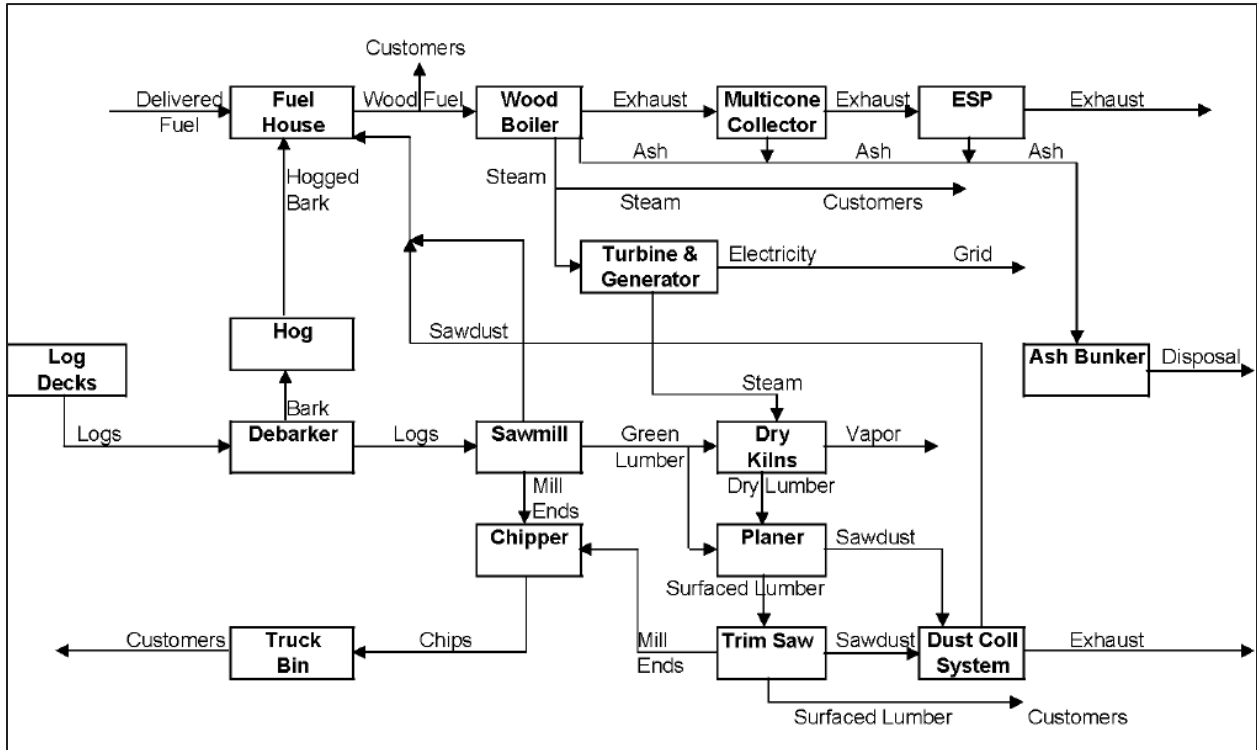 Customers
Delivered
Fuel
Fuel
House
Wood Fuel
Wood
Boiler
Exhaust
Multicone
Collector
Exhaust
ESP
Exhaust
Ash
Ash
Ash
Hogged
Bark
Steam
Steam
Customers
Turbine &
Generator
Electricity
Grid
Hog
Sawdust
Log
Decks
Ash Bunker
Disposal
Steam
Bark
Logs
Debarker
Logs
Sawmill
Green
Lumber
Dry
Kilns
Vapor
Mill
Ends
Dry Lumber
Chipper
Planer
Sawdust
Surfaced Lumber
Customers
Truck
Bin
Chips
Mill
Ends
Trim Saw
Sawdust
Dust Coll
System
Exhaust
Surfaced Lumber
Customers